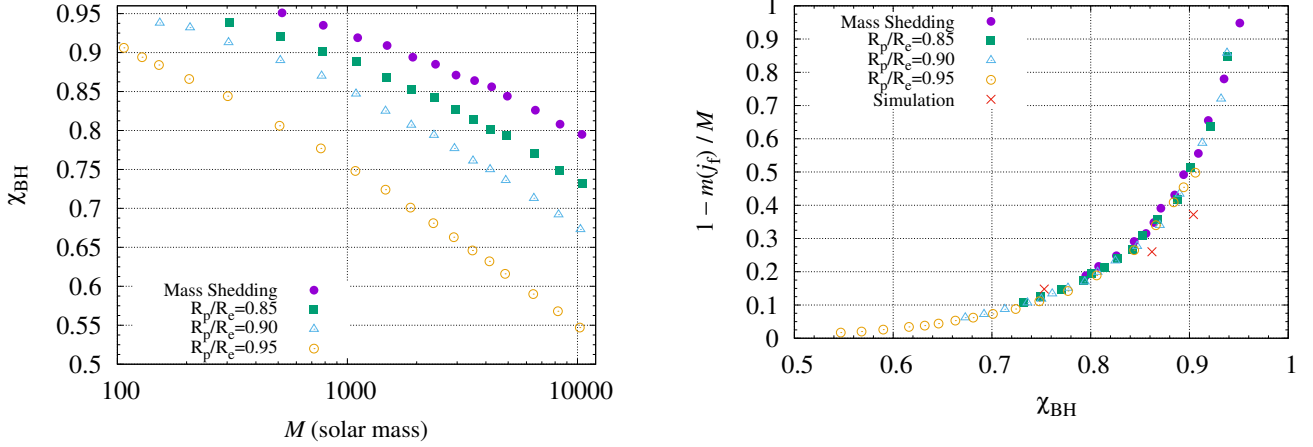 0.95
0.9
0.85
0.8
0.75
0.7
0.65
0.6
0.55
0.5
χBH
Mass Shedding
Rp/Re=0.85
Rp/Re=0.90
Rp/Re=0.95
100 1000 10000
M (solar mass)
1
0.9
0.8
0.7
0.6
0.5
0.4
0.3
0.2
0.1
0
1 − m(jf) / M
Mass Shedding
Rp/Re=0.85
Rp/Re=0.90
Rp/Re=0.95
Simulation
0.5 0.6 0.7 0.8 0.9 1
χBH